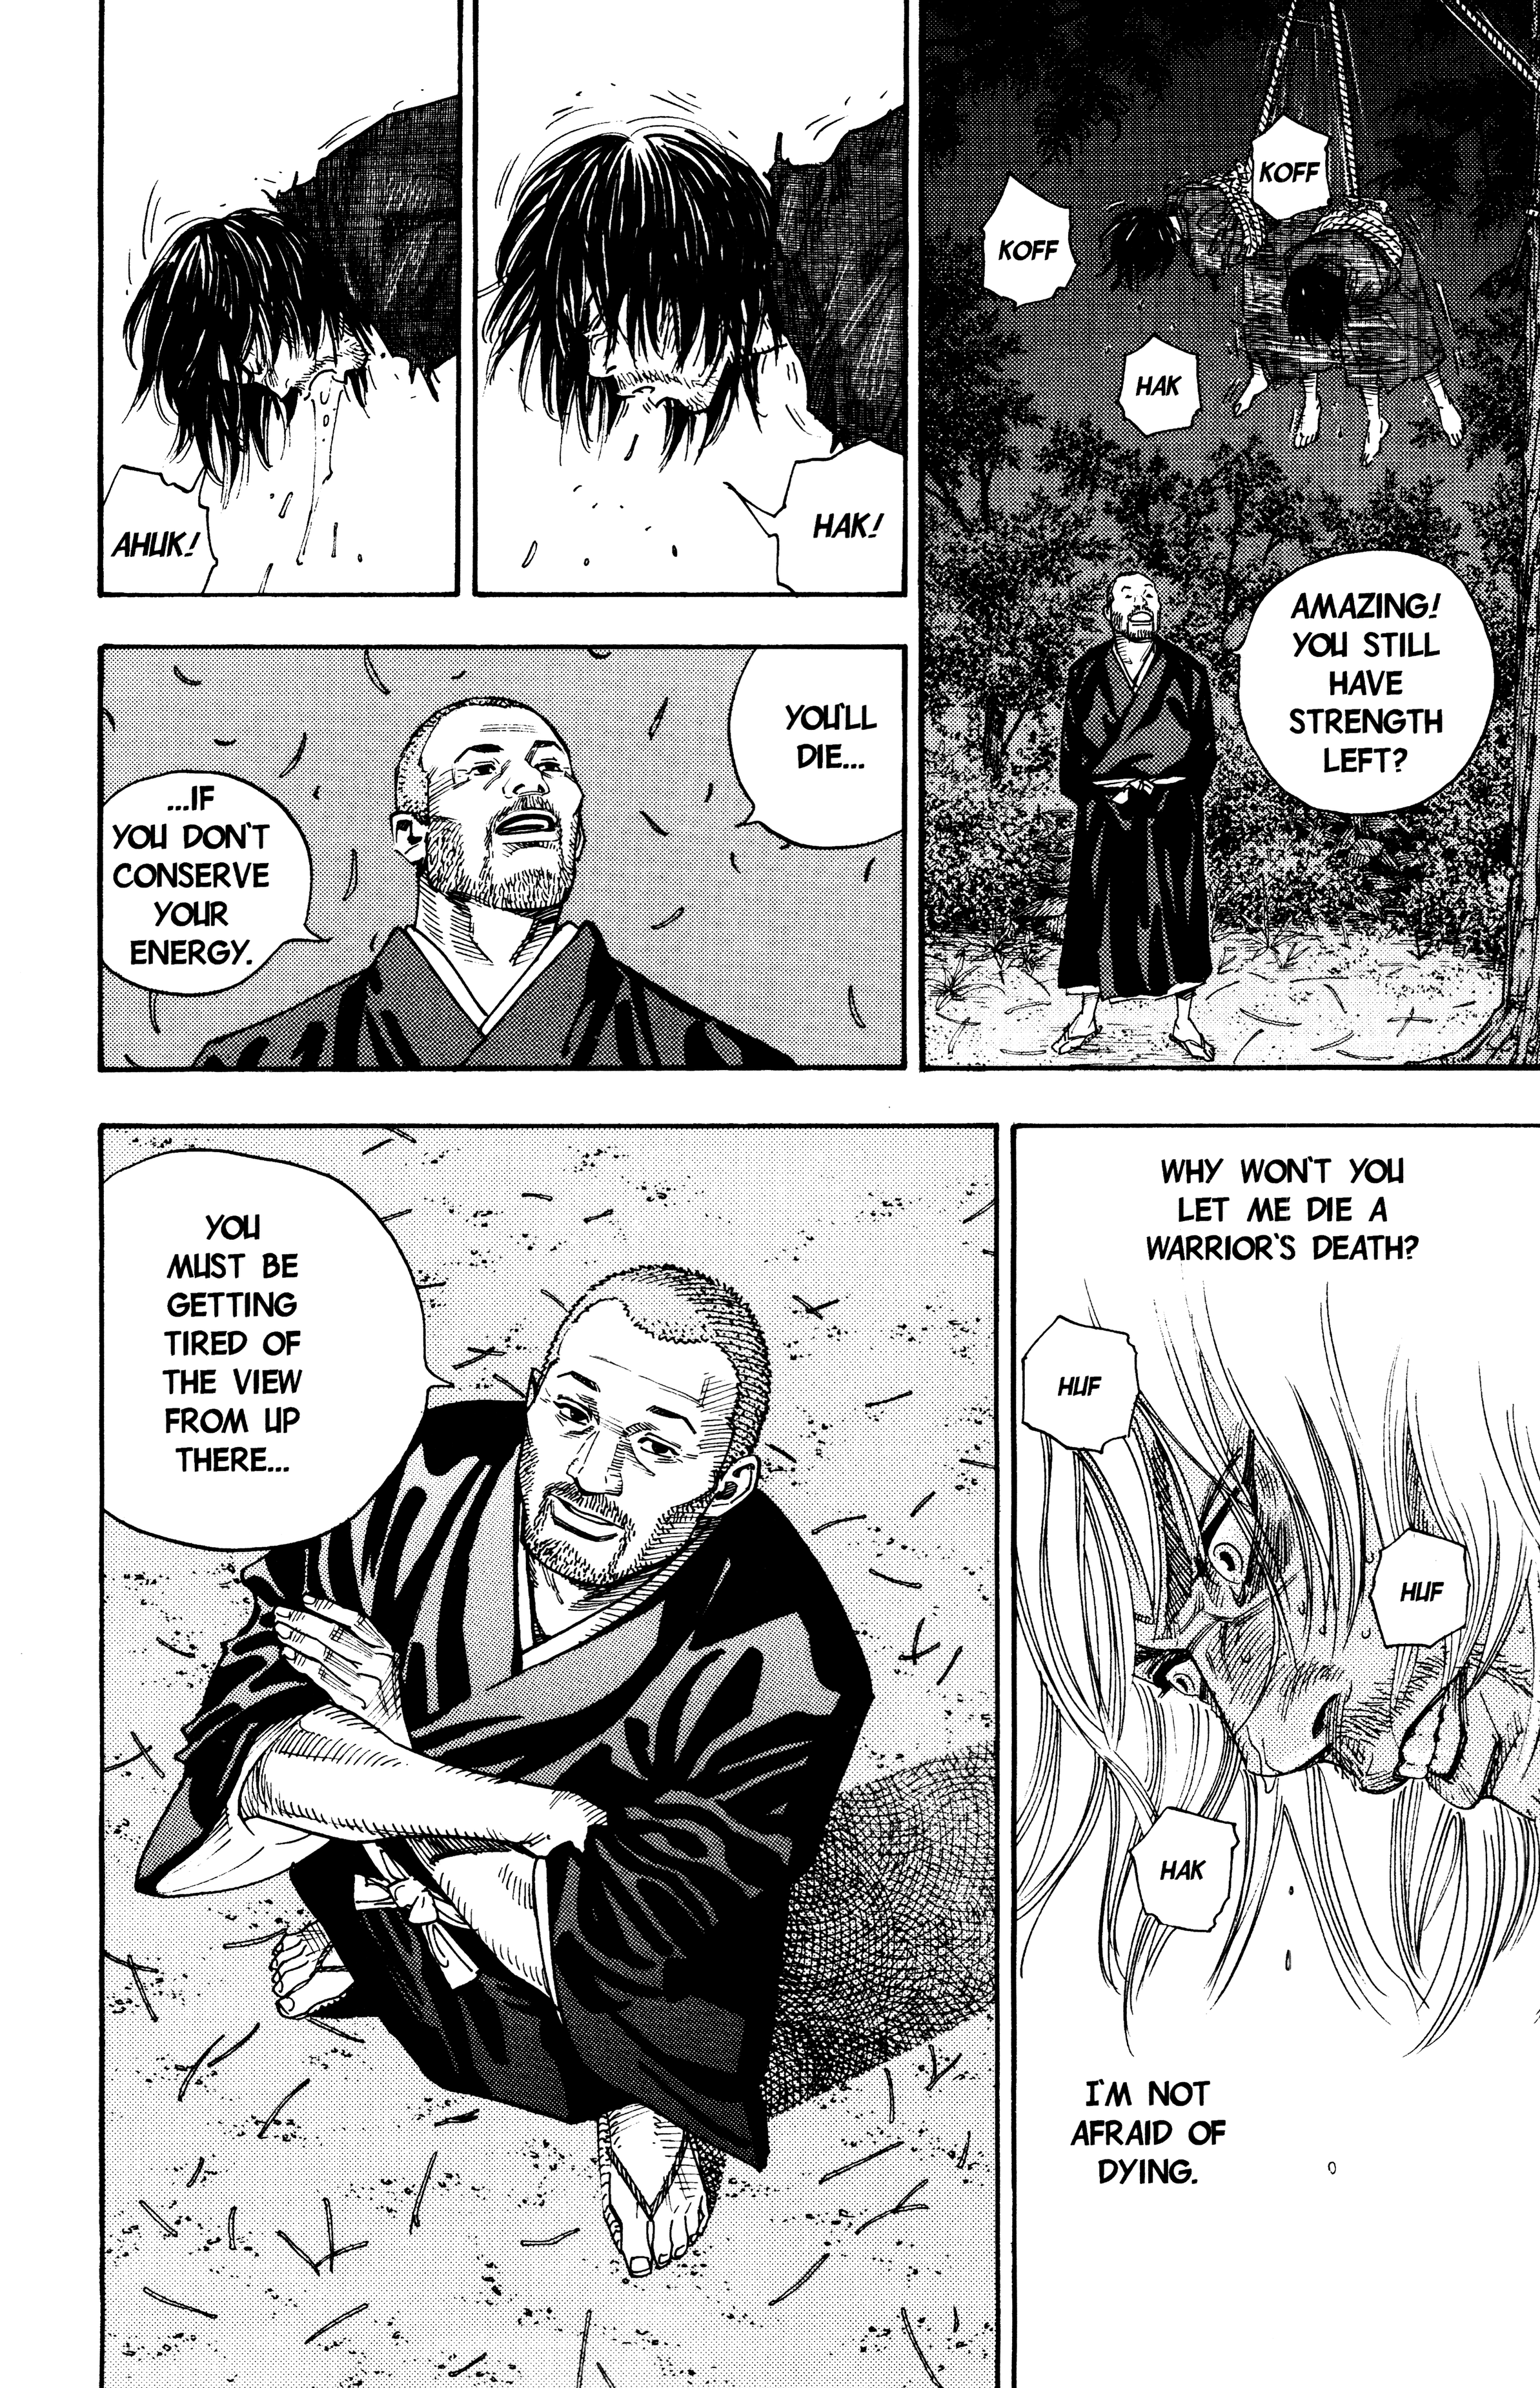 KOFF
KOFF
HAK
AMAZING!
YOU STILL
HAVE
STRENGTH
LEFT?
HAK!
AHUK!
YOU'LL
DIE...
...IF
YOU DON'T
CONSERVE
YOUR
ENERGY.
WHY WON'T YOU
LET ME DIE A
WARRIOR'S DEATH?
HUF
HUF
HAK
I'M NOT
AFRAID OF
DYING.
YOU
MUST BE
GETTING
TIRED OF
THE VIEW
FROM UP
THERE...